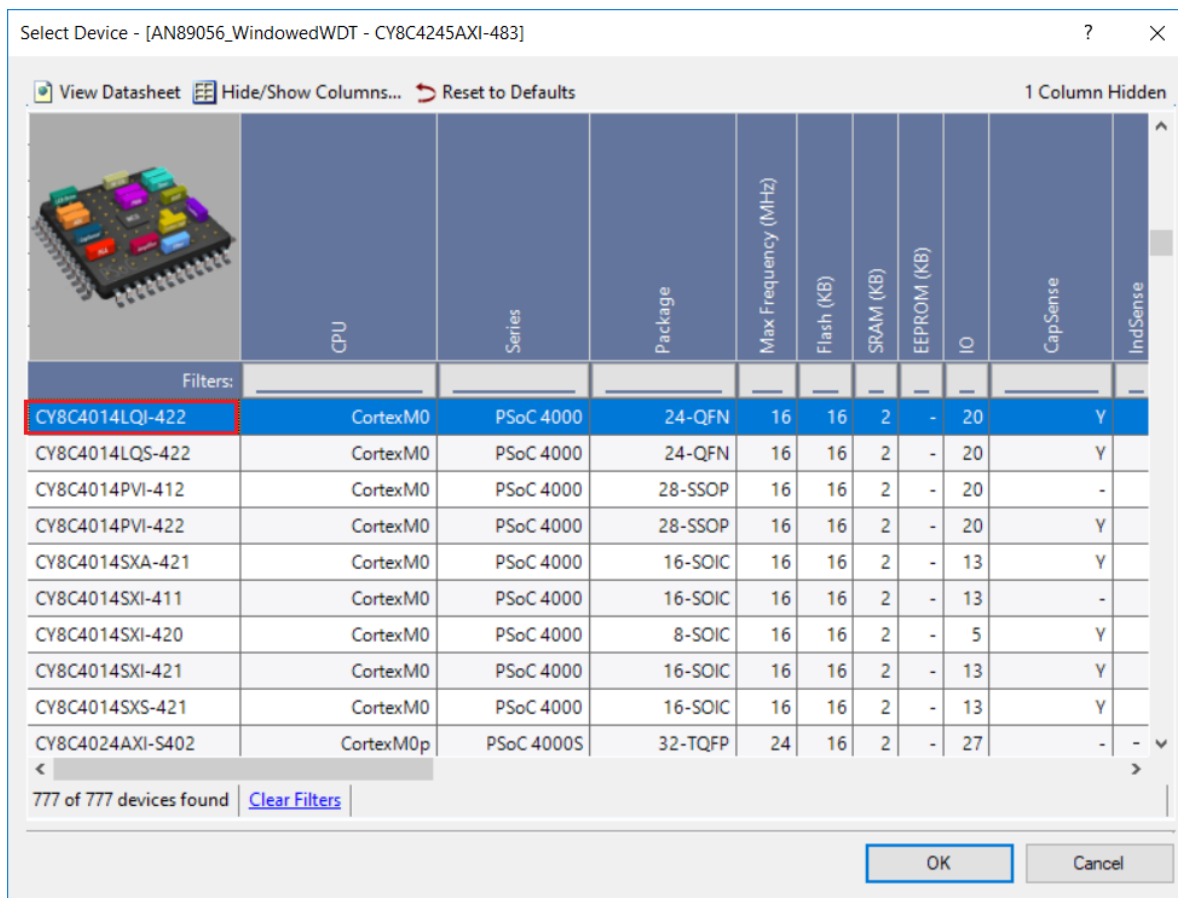 Select Device - [AN89056_WindowedWDT - CY8C4245AXI-483] ?
View Datasheet Hide/Show Columns... Reset to Defaults 1 Column Hidden
CPU Series Package Max Frequency (MHz) Flash (KB) SRAM (KB) EEPROM (KB) IO CapSense IndSense
Filters:
CY8C4014LQI-422 CortexM0 PSoC 4000 24-QFN 16 16 2 - 20 Y
CY8C4014LQS-422 CortexM0 PSoC 4000 24-QFN 16 16 2 - 20 Y
CY8C4014PVI-412 CortexM0 PSoC 4000 28-SSOP 16 16 2 - 20 -
CY8C4014PVI-422 CortexM0 PSoC 4000 28-SSOP 16 16 2 - 20 Y
CY8C4014SXA-421 CortexM0 PSoC 4000 16-SOIC 16 16 2 - 13 Y
CY8C4014SXI-411 CortexM0 PSoC 4000 16-SOIC 16 16 2 - 13 -
CY8C4014SXI-420 CortexM0 PSoC 4000 8-SOIC 16 16 2 - 5 Y
CY8C4014SXI-421 CortexM0 PSoC 4000 16-SOIC 16 16 2 - 13 Y
CY8C4014SXS-421 CortexM0 PSoC 4000 16-SOIC 16 16 2 - 13 Y
CY8C4024AXI-S402 CortexM0p PSoC 4000S 32-TQFP 24 16 2 - 27 - -
777 of 777 devices found Clear Filters
OK Cancel